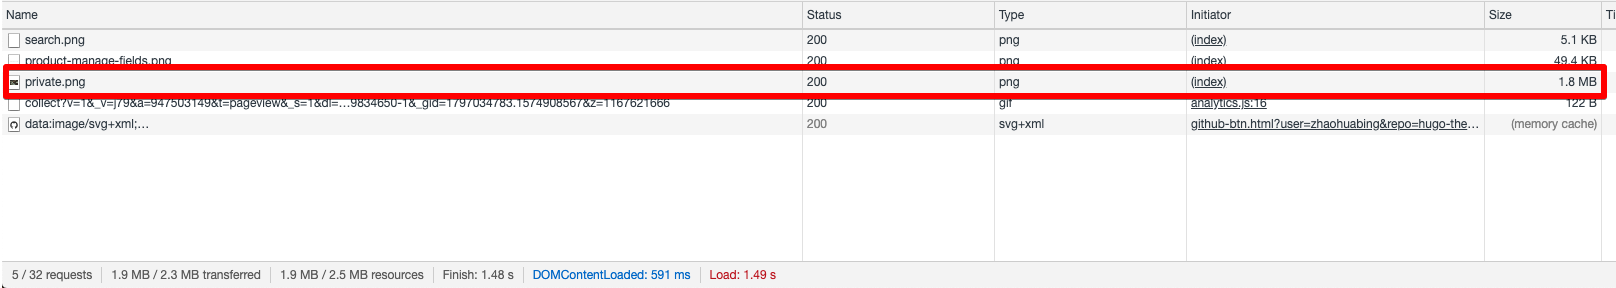 Name Status Type Initiator Size Ti
search.png 200 png (index) 5.1 KB
product-manage-fields.png 200 png (index) 49.4 KB
private.png 200 png (index) 1.8 MB
collect?v=1&_v=j79&a=947503149&t=pageview&_s=1&dl=…9834650-1&_gid=1797034783.1574908567&z=1167621666 200 gif analytics.js:16 122 B
data:image/svg+xml;… 200 svg+xml github-btn.html?user=zhaohuabing&repo=hugo-the… (memory cache)
5 / 32 requests 1.9 MB / 2.3 MB transferred 1.9 MB / 2.5 MB resources Finish: 1.48 s DOMContentLoaded: 591 ms Load: 1.49 s